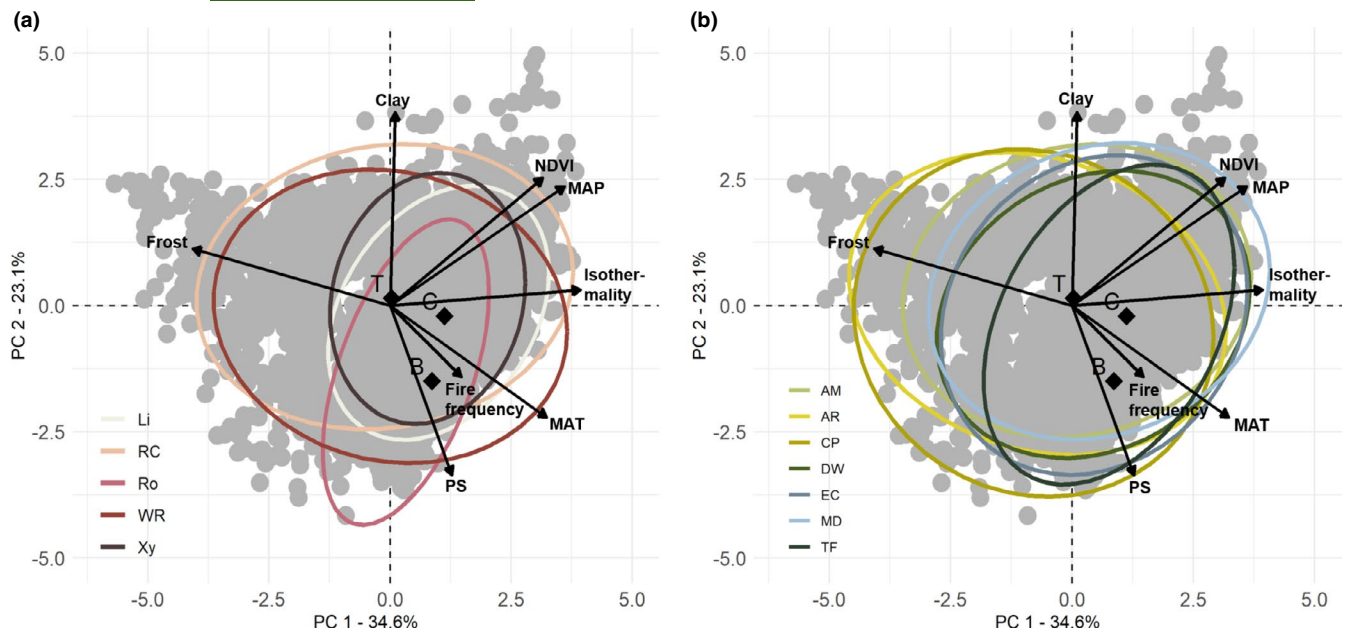 (a)
5.0
2.5
0.0
-2.5
-5.0
PC 2 - 23.1%
-5.0
-2.5
0.0
2.5
5.0
PC 1 - 34.6%
Clay
NDVI
MAP
Frost
Isother-
mality
T
C
B
Fire
frequency
MAT
PS
Li
RC
Ro
WR
Xy
(b)
5.0
2.5
0.0
-2.5
-5.0
PC 2 - 23.1%
-5.0
-2.5
0.0
2.5
5.0
PC 1 - 34.6%
Clay
NDVI
MAP
Frost
Isother-
mality
T
C
B
Fire
frequency
MAT
PS
AM
AR
CP
DW
EC
MD
TF